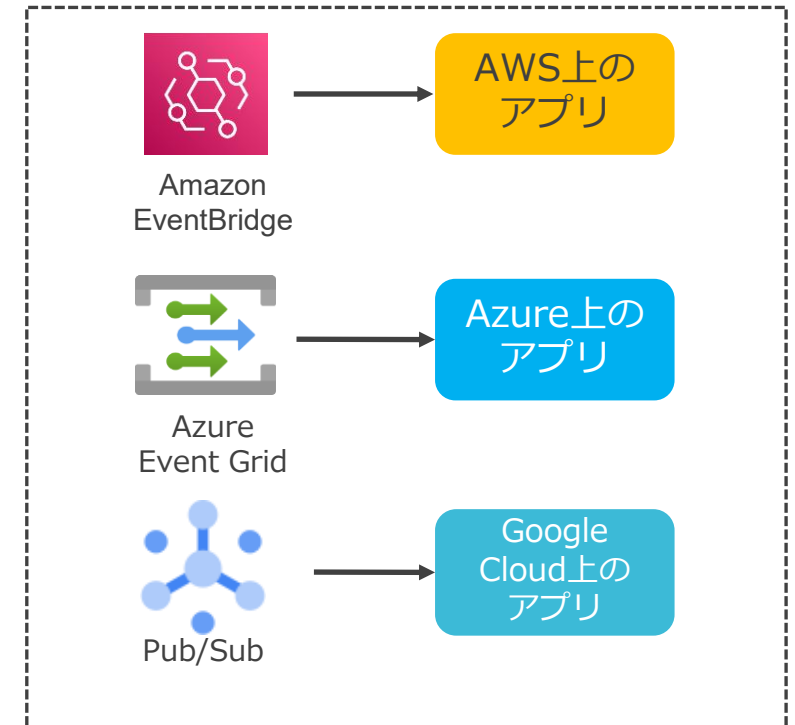 AWS上の
アプリ
Amazon
EventBridge
Azure上の
アプリ
Azure
Event Grid
Google
Cloud上の
アプリ
Pub/Sub